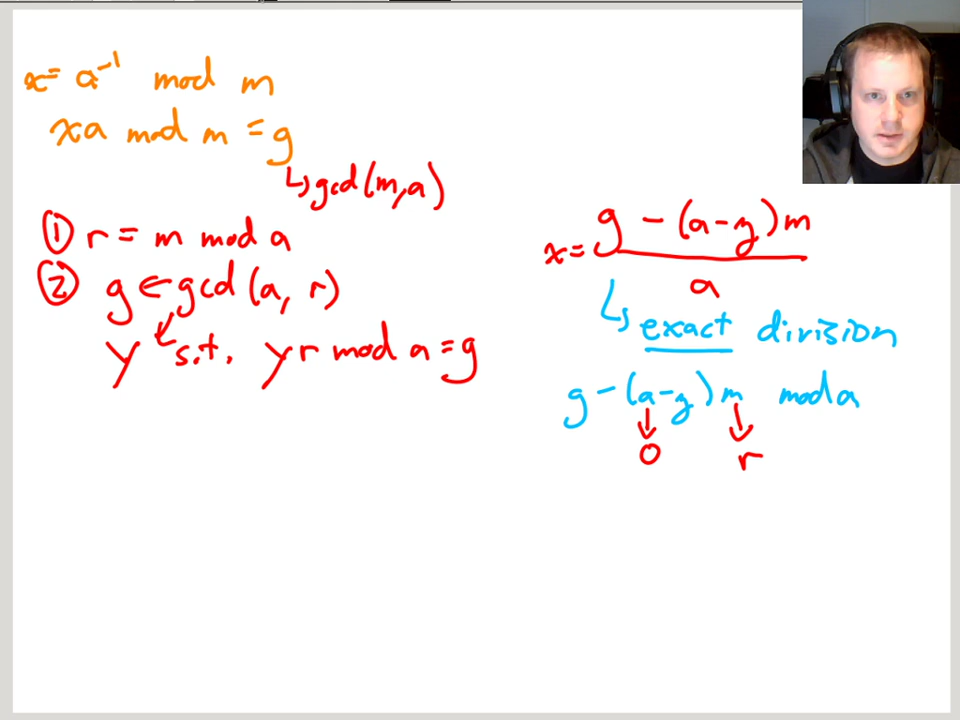 x = a⁻¹ mod m
xa mod m = g
↳ gcd(m,a)
① r = m mod a
② g ← gcd(a, r)
y s.t. yr mod a = g
x = g - (a-y)m
a
↳ exact division
g - (a-y)m mod a
↓ ↓
0 r